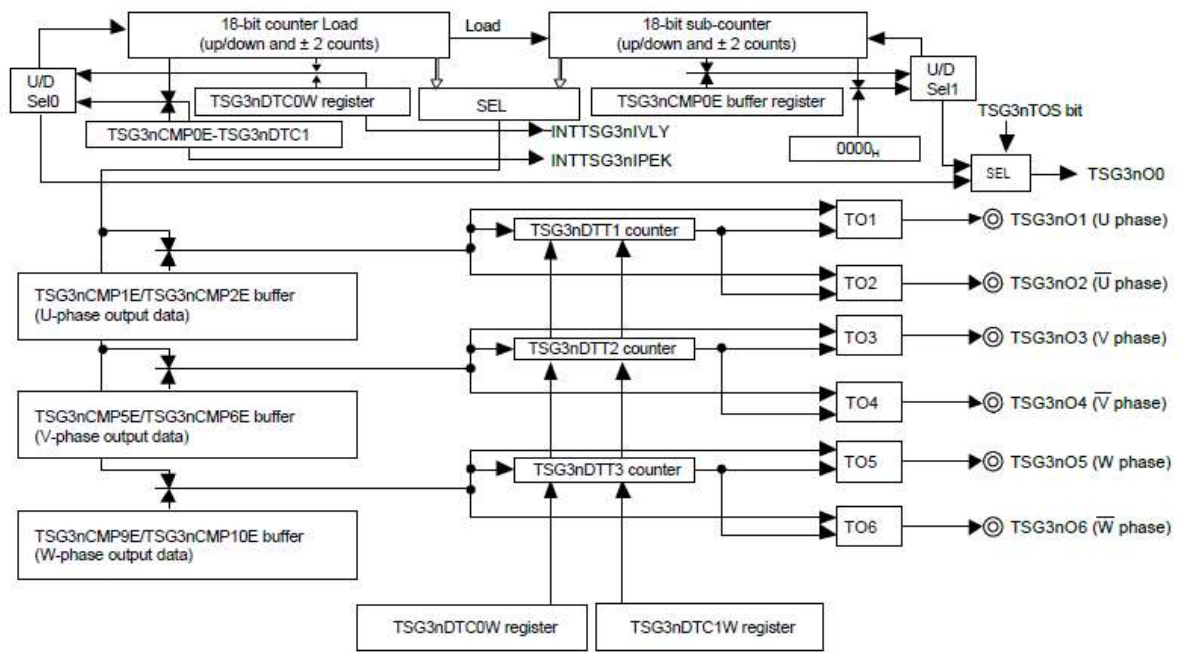 18-bit counter Load
(up/down and ± 2 counts)
Load
18-bit sub-counter
(up/down and ± 2 counts)
U/D
Sel0
TSG3nDTC0W register
SEL
TSG3nCMP0E buffer register
U/D
Sel1
TSG3nCMP0E-TSG3nDTC1
INTTSG3nIVLY
INTTSG3nIPEK
0000H
TSG3nTOS bit
SEL
TSG3nO0
TSG3nDTT1 counter
TO1
TSG3nO1 (U phase)
TSG3nCMP1E/TSG3nCMP2E buffer
(U-phase output data)
TO2
TSG3nO2 (U̅ phase)
TSG3nDTT2 counter
TO3
TSG3nO3 (V phase)
TSG3nCMP5E/TSG3nCMP6E buffer
(V-phase output data)
TO4
TSG3nO4 (V̅ phase)
TSG3nDTT3 counter
TO5
TSG3nO5 (W phase)
TSG3nCMP9E/TSG3nCMP10E buffer
(W-phase output data)
TO6
TSG3nO6 (W̅ phase)
TSG3nDTC0W register
TSG3nDTC1W register